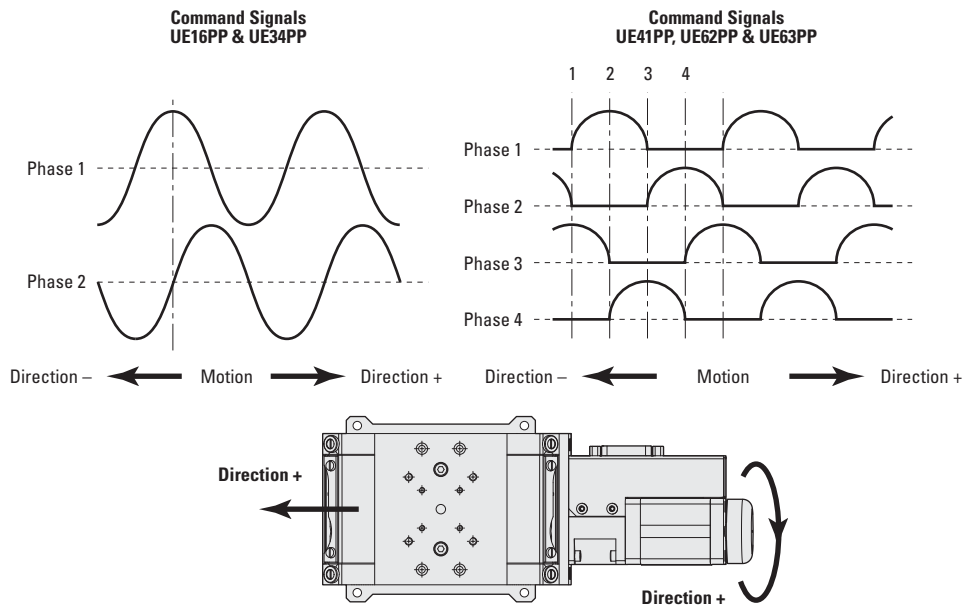 Command Signals
UE16PP & UE34PP
Phase 1
Phase 2
Direction – Motion Direction +
Command Signals
UE41PP, UE62PP & UE63PP
1 2 3 4
Phase 1
Phase 2
Phase 3
Phase 4
Direction – Motion Direction +
Direction +
Direction +